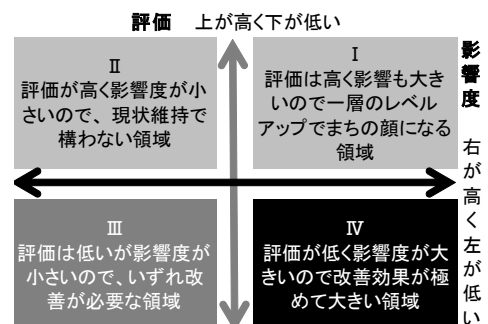 評価 上が高く下が低い
Ⅱ
評価が高く影響度が小
さいので、現状維持で
構わない領域
Ⅰ
評価は高く影響も大き
いので一層のレベル
アップでまちの顔になる
領域
影響度 右が高く左が低い
Ⅲ
評価は低いが影響度が
小さいので、いずれ改
善が必要な領域
Ⅳ
評価が低く影響度が大
きいので改善効果が極
めて大きい領域